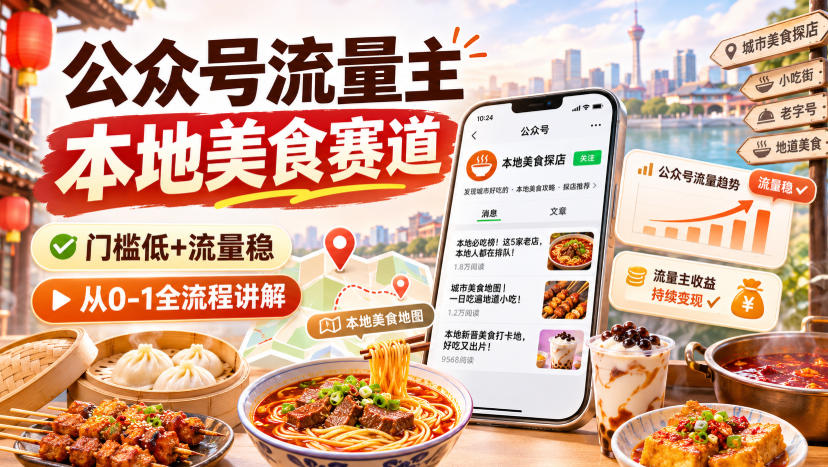 公众号流量主
本地美食赛道
门槛低+流量稳
从0-1全流程讲解
本地美食地图
10:24
公众号
本地美食探店
关注
发现城市好吃的·本地美食攻略·探店推荐 >
消息
文章
本地必吃榜！这5家老店，
本地人都在排队！
1.8万阅读
城市美食地图！
一日吃遍地道小吃！
1.2万阅读
本地新晋美食打卡地，
好吃又出片！
9568阅读
城市美食探店
小吃街
老字号
地道美食
公众号流量趋势
流量稳
流量主收益
持续变现